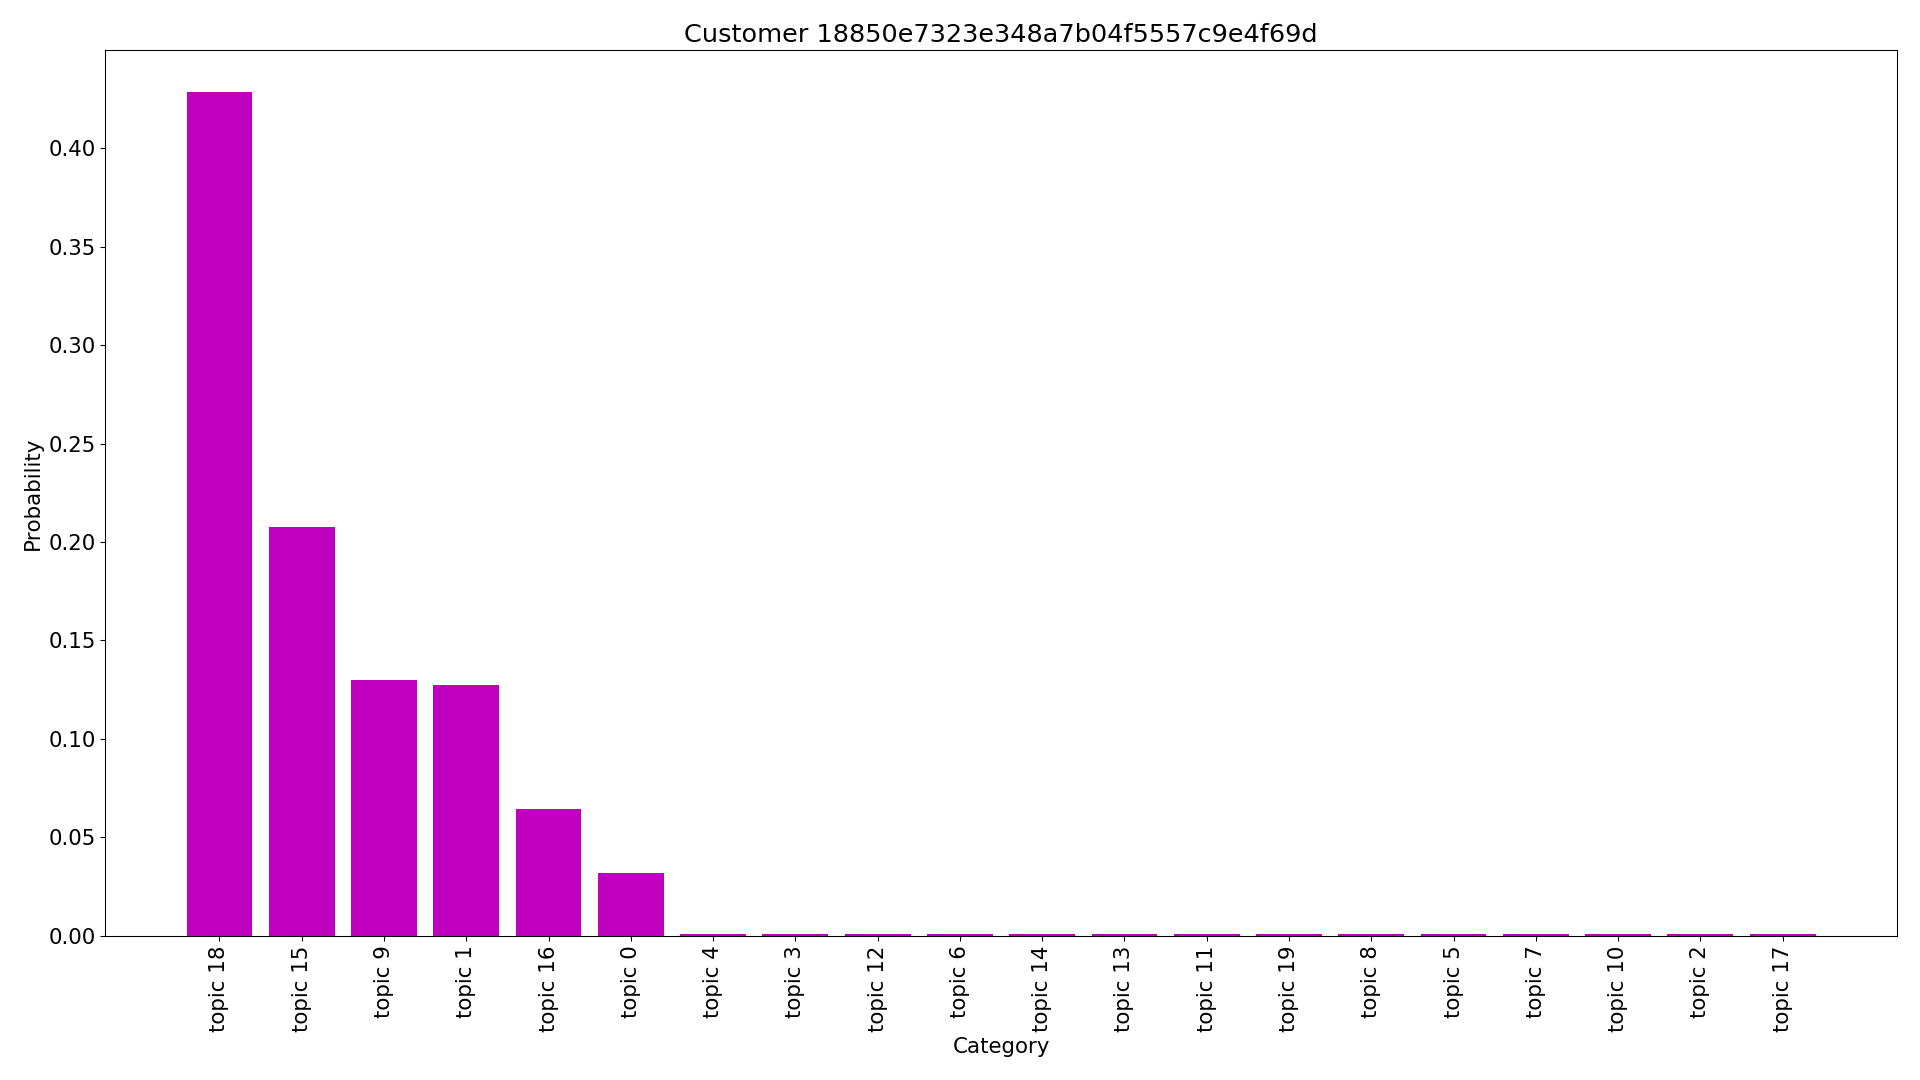 Customer 18850e7323e348a7b04f5557c9e4f69d
Probability
0.40
0.35
0.30
0.25
0.20
0.15
0.10
0.05
0.00
topic 18
topic 15
topic 9
topic 1
topic 16
topic 0
topic 4
topic 3
topic 12
topic 6
topic 14
topic 13
topic 11
topic 19
topic 8
topic 5
topic 7
topic 10
topic 2
topic 17
Category